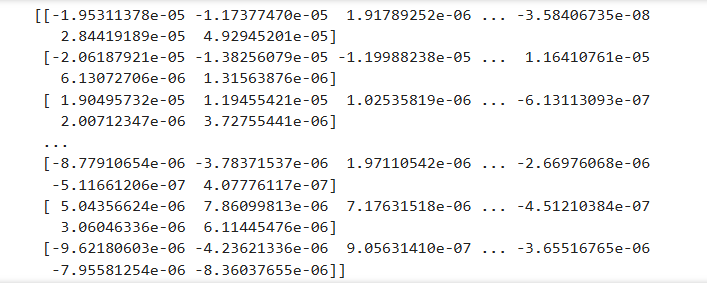 [[-1.95311378e-05 -1.17377470e-05  1.91789252e-06 ... -3.58406735e-08
   2.84419189e-05  4.92945201e-05]
 [-2.06187921e-05 -1.38256079e-05 -1.19988238e-05 ...  1.16410761e-05
   6.13072706e-06  1.31563876e-06]
 [ 1.90495732e-05  1.19455421e-05  1.02535819e-06 ... -6.13113093e-07
   2.00712347e-06  3.72755441e-06]
 ...
 [-8.77910654e-06 -3.78371537e-06  1.97110542e-06 ... -2.66976068e-06
  -5.11661206e-07  4.07776117e-07]
 [ 5.04356624e-06  7.86099813e-06  7.17631518e-06 ... -4.51210384e-07
   3.06046336e-06  6.11445476e-06]
 [-9.62180603e-06 -4.23621336e-06  9.05631410e-07 ... -3.65516765e-06
  -7.95581254e-06 -8.36037655e-06]]